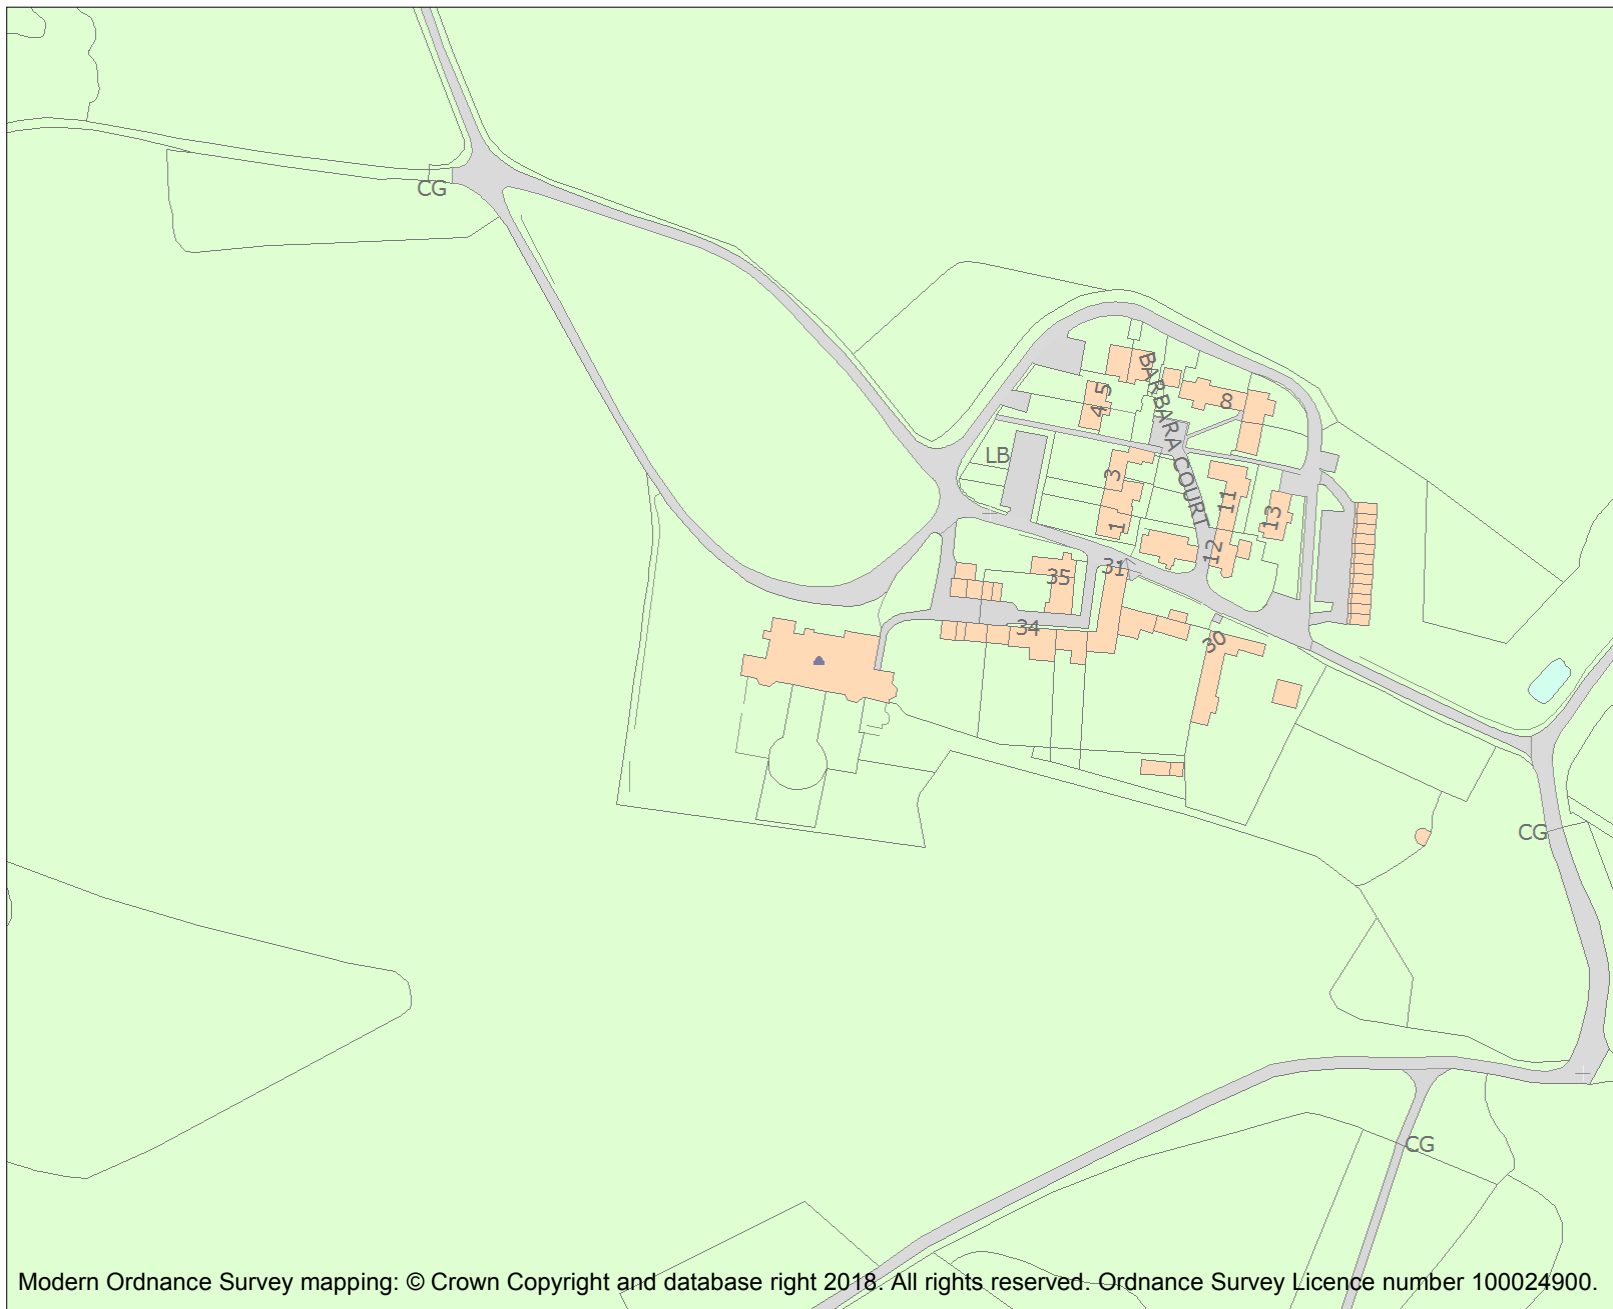 CG
BARBARA COURT
5
4
8
LB
3
11
1
13
12
31
35
34
30
CG
CG
Modern Ordnance Survey mapping: © Crown Copyright and database right 2018. All rights reserved. Ordnance Survey Licence number 100024900.